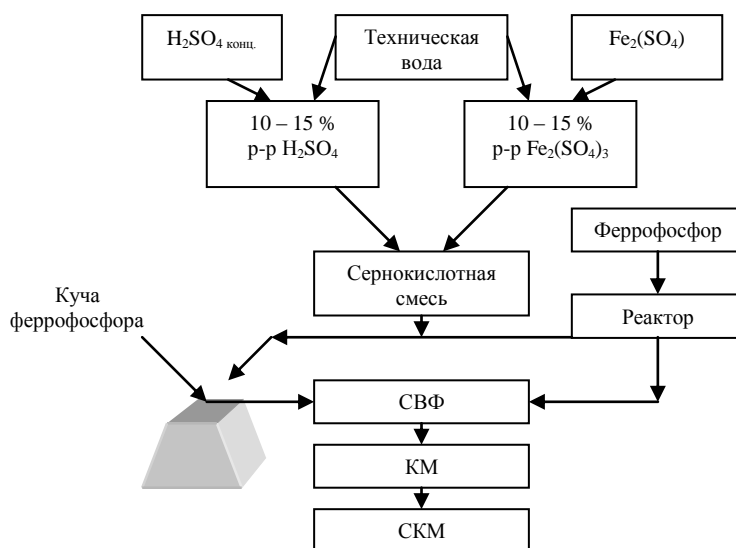 H₂SO₄ конц.
Техническая
вода
Fe₂(SO₄)
10 – 15 %
р-р H₂SO₄
10 – 15 %
р-р Fe₂(SO₄)₃
Феррофосфор
Сернокислотная
смесь
Куча
феррофосфора
Реактор
СВФ
КМ
СКМ